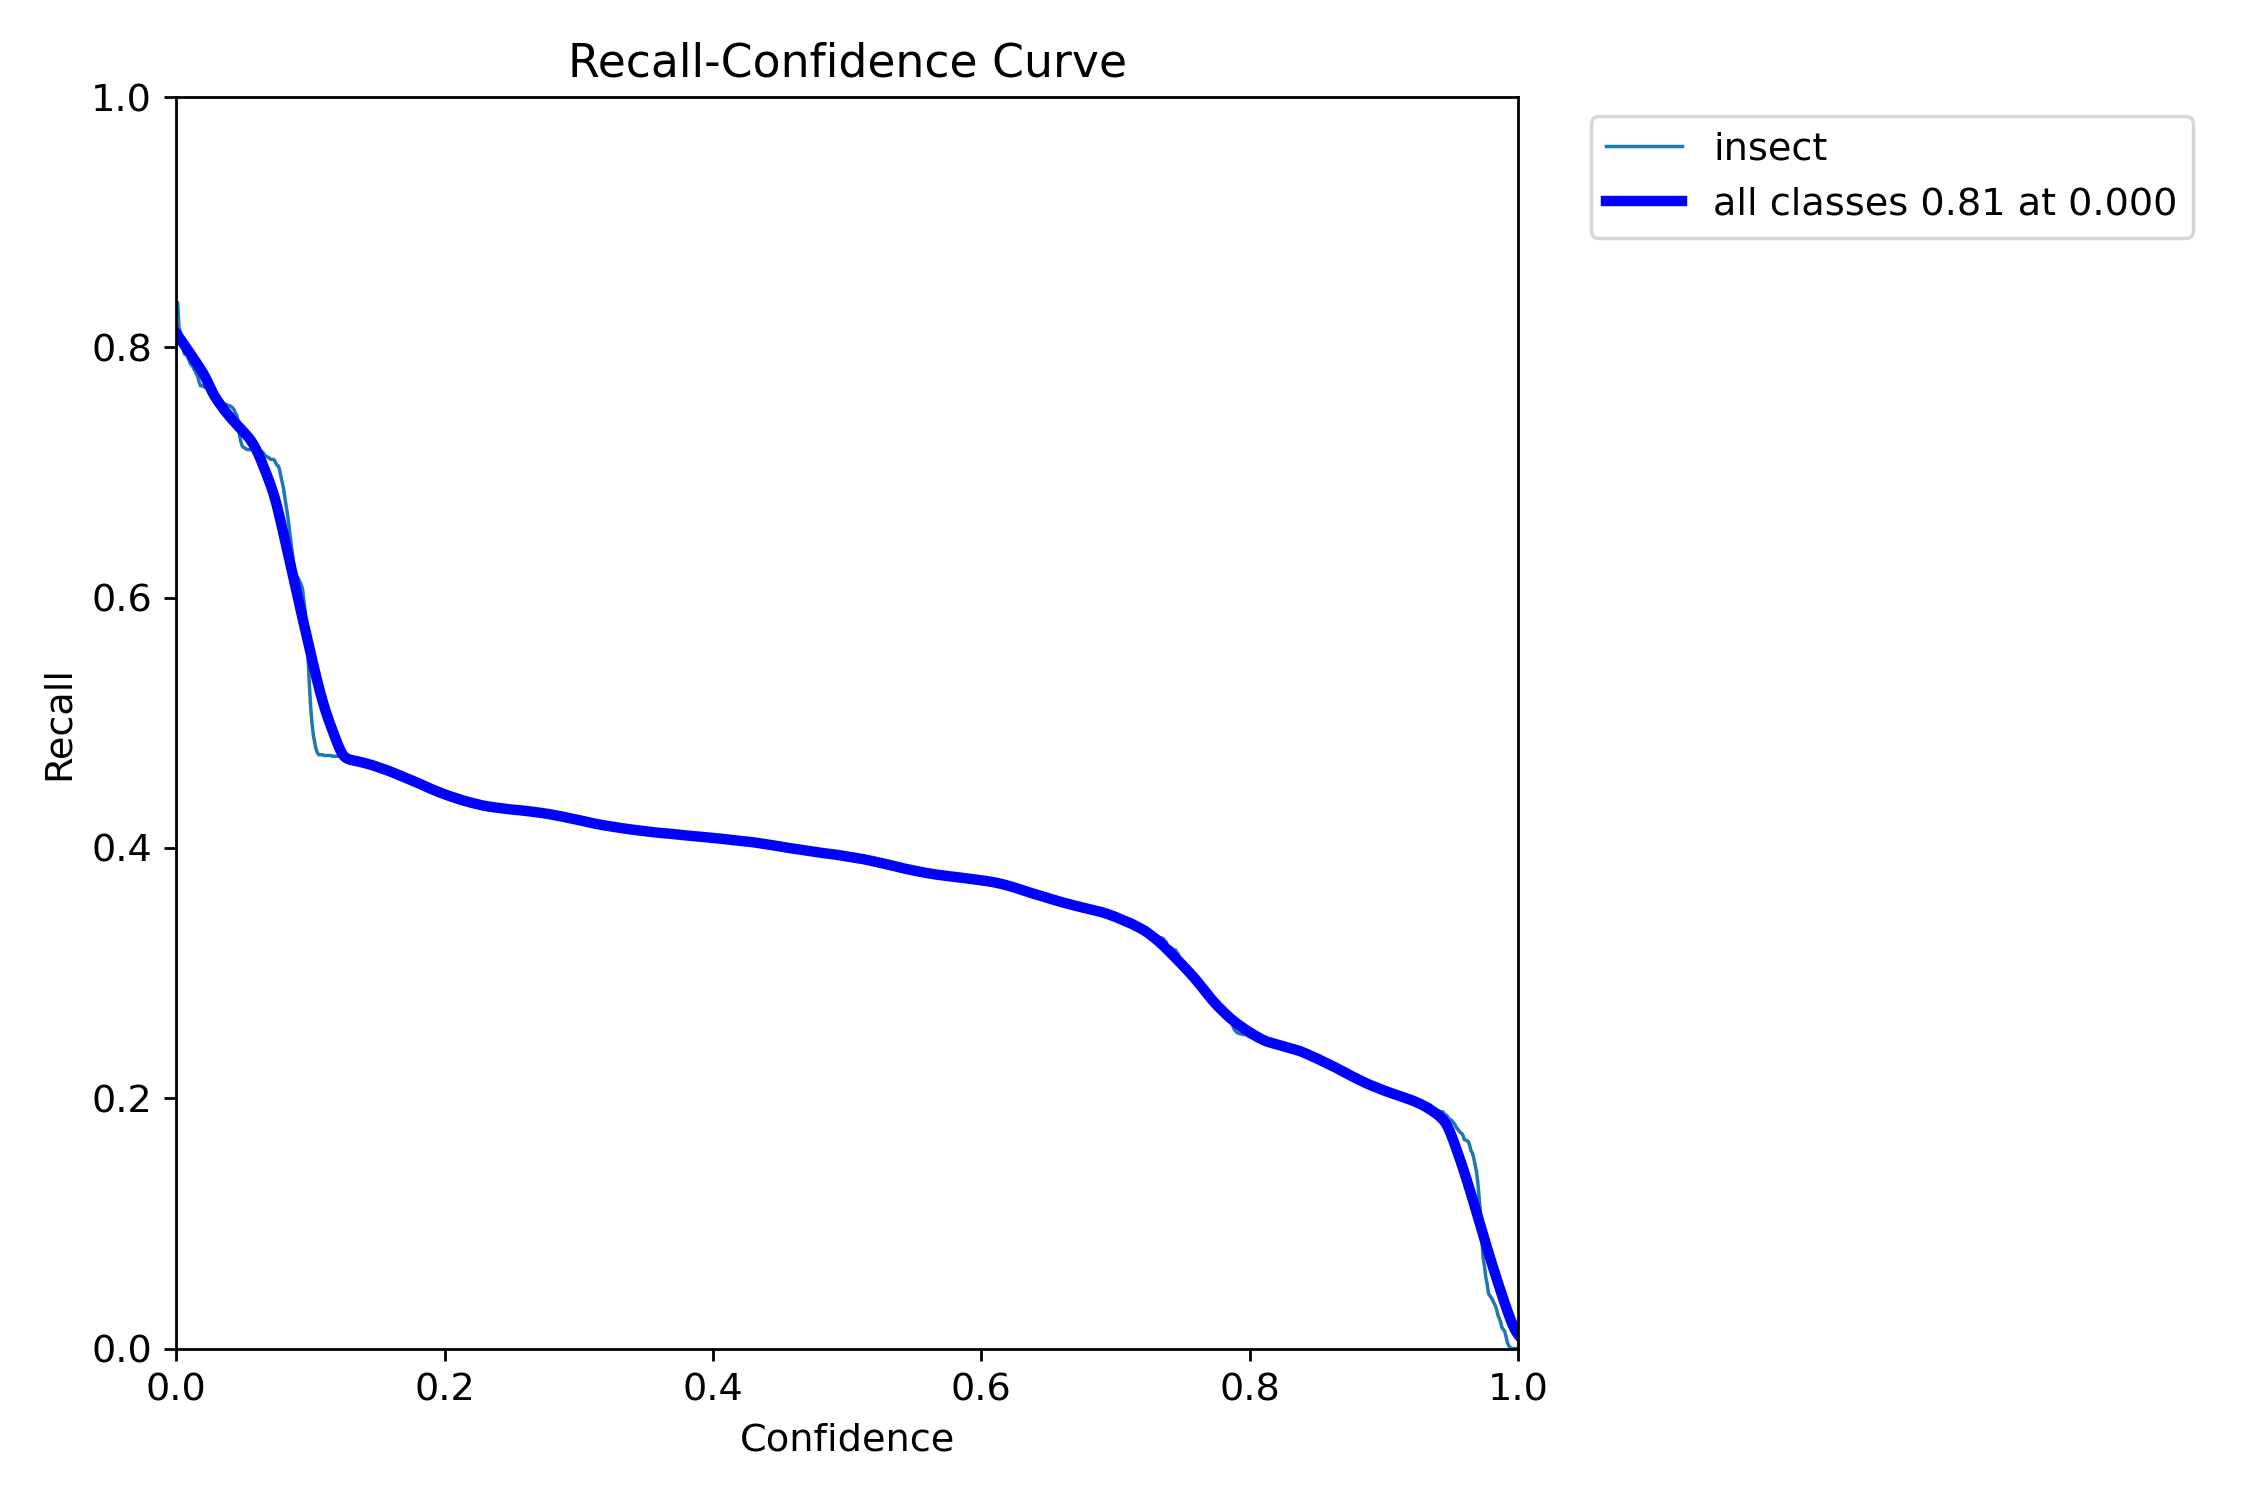 Recall-Confidence Curve
1.0
0.8
0.6
0.4
0.2
0.0
Recall
0.0 0.2 0.4 0.6 0.8 1.0
Confidence
insect
all classes 0.81 at 0.000